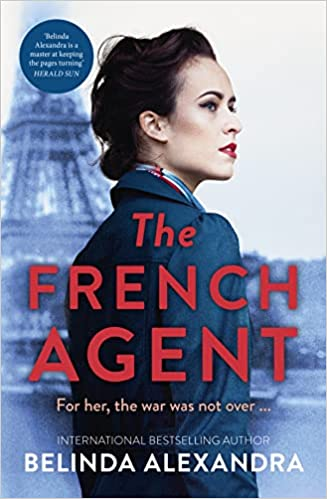 'Belinda
Alexandra is a
master at keeping
the pages turning'
HERALD SUN
The
FRENCH
AGENT
For her, the war was not over ...
INTERNATIONAL BESTSELLING AUTHOR
BELINDA ALEXANDRA